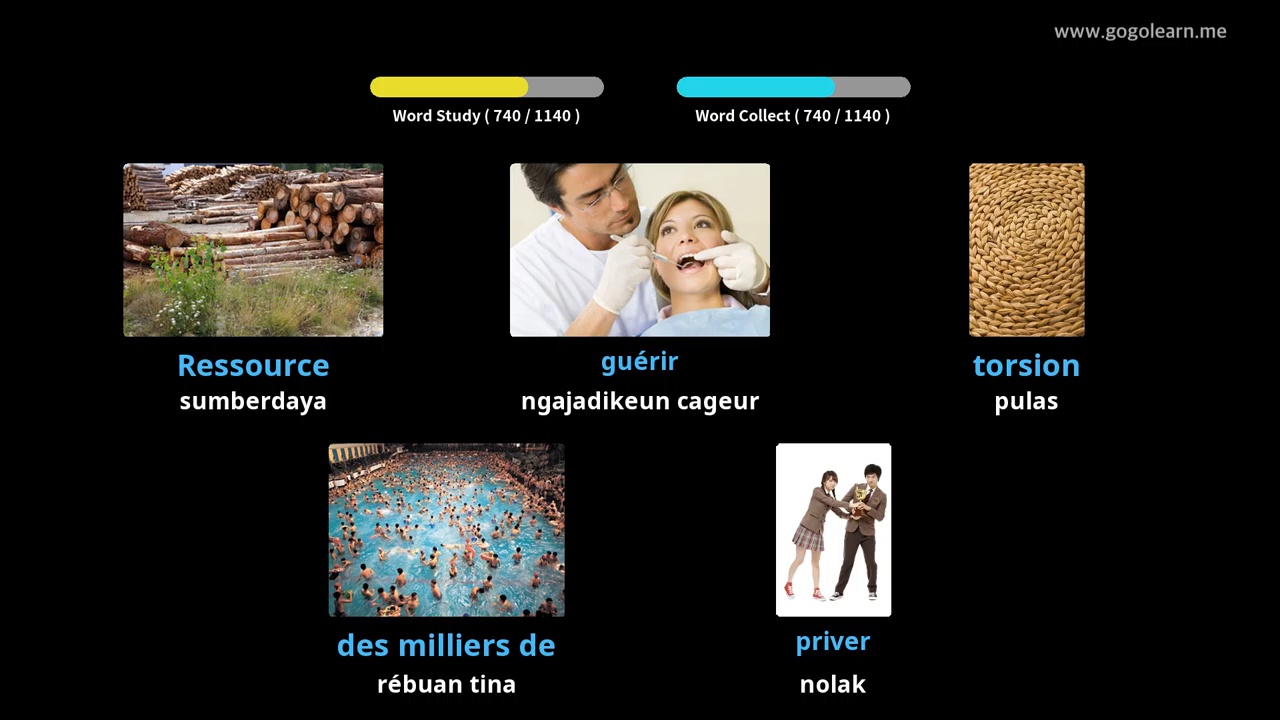 www.gogolearn.me
Word Study ( 740 / 1140 )
Word Collect ( 740 / 1140 )
Ressource
sumberdaya
guérir
ngajadikeun cageur
torsion
pulas
des milliers de
rébuan tina
priver
nolak